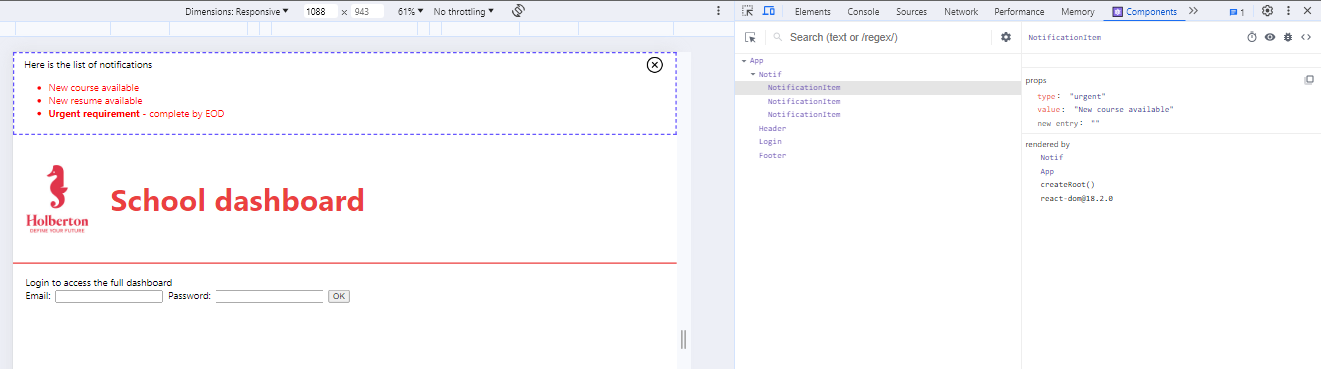 Dimensions: Responsive 1088 × 943 61% No throttling
Elements Console Sources Network Performance Memory Components 1
Here is the list of notifications
New course available
New resume available
Urgent requirement - complete by EOD
Holberton
DEFINE YOUR FUTURE
School dashboard
Login to access the full dashboard
Email: Password: OK
Search (text or /regex/)
App
Notif
NotificationItem
NotificationItem
NotificationItem
Header
Login
Footer
NotificationItem
props
type: "urgent"
value: "New course available"
new entry: ""
rendered by
Notif
App
createRoot()
react-dom@18.2.0